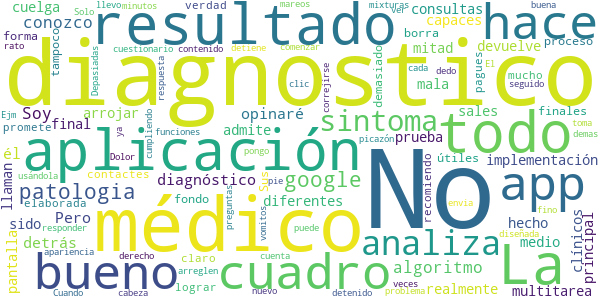 cuelga
conozco
forma
rato
tampoco
llevo
minutos
Solo
cuestionario
Depasiadas
respuesta
mareos
contenido
detiene
comenzar
clic
verdad
mixturas
borra
mitad
cada
dedo
correjirse
demasiado
ver
consultas
capaces
devuelve
pagues
mala
mucho
seguido
buena
proceso
El
finales
resultado
hace
diagnostico
Ejm
promete
final
Soy
arrojar
ya
cumpliendo
funciones
opinaré
admite
pongo
sintoma
prueba
sales
útiles
todo
toma
demas
llaman
él
aplicación
Dolor
picazón
recomiendo
implementación
patologia
usándola
contactes
diagnóstico
Sus
pie
google
diferentes
No
app
elaborada
sido
Pero
fondo
médico
vomitos
preguntas
puede
analiza
La
envia
fino
diseñada
clínicos
principal
pantalla
detrás
responder
apariencia
Cuando
bueno
claro
derecho
arreglen
cabeza
lograr
cuenta
nuevo
cuadro
veces
detenido
algoritmo
problema
realmente
hecho
medio
multitarea